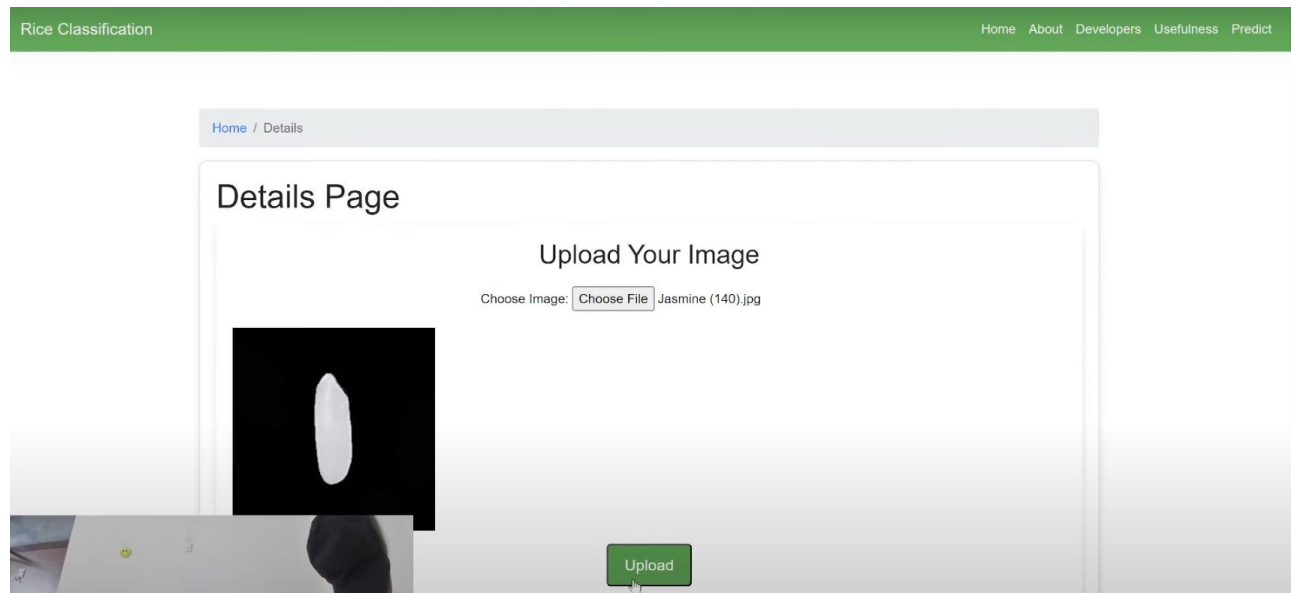 Rice Classification
Home About Developers Usefulness Predict
Home / Details
Details Page
Upload Your Image
Choose Image: Choose File Jasmine (140).jpg
Upload